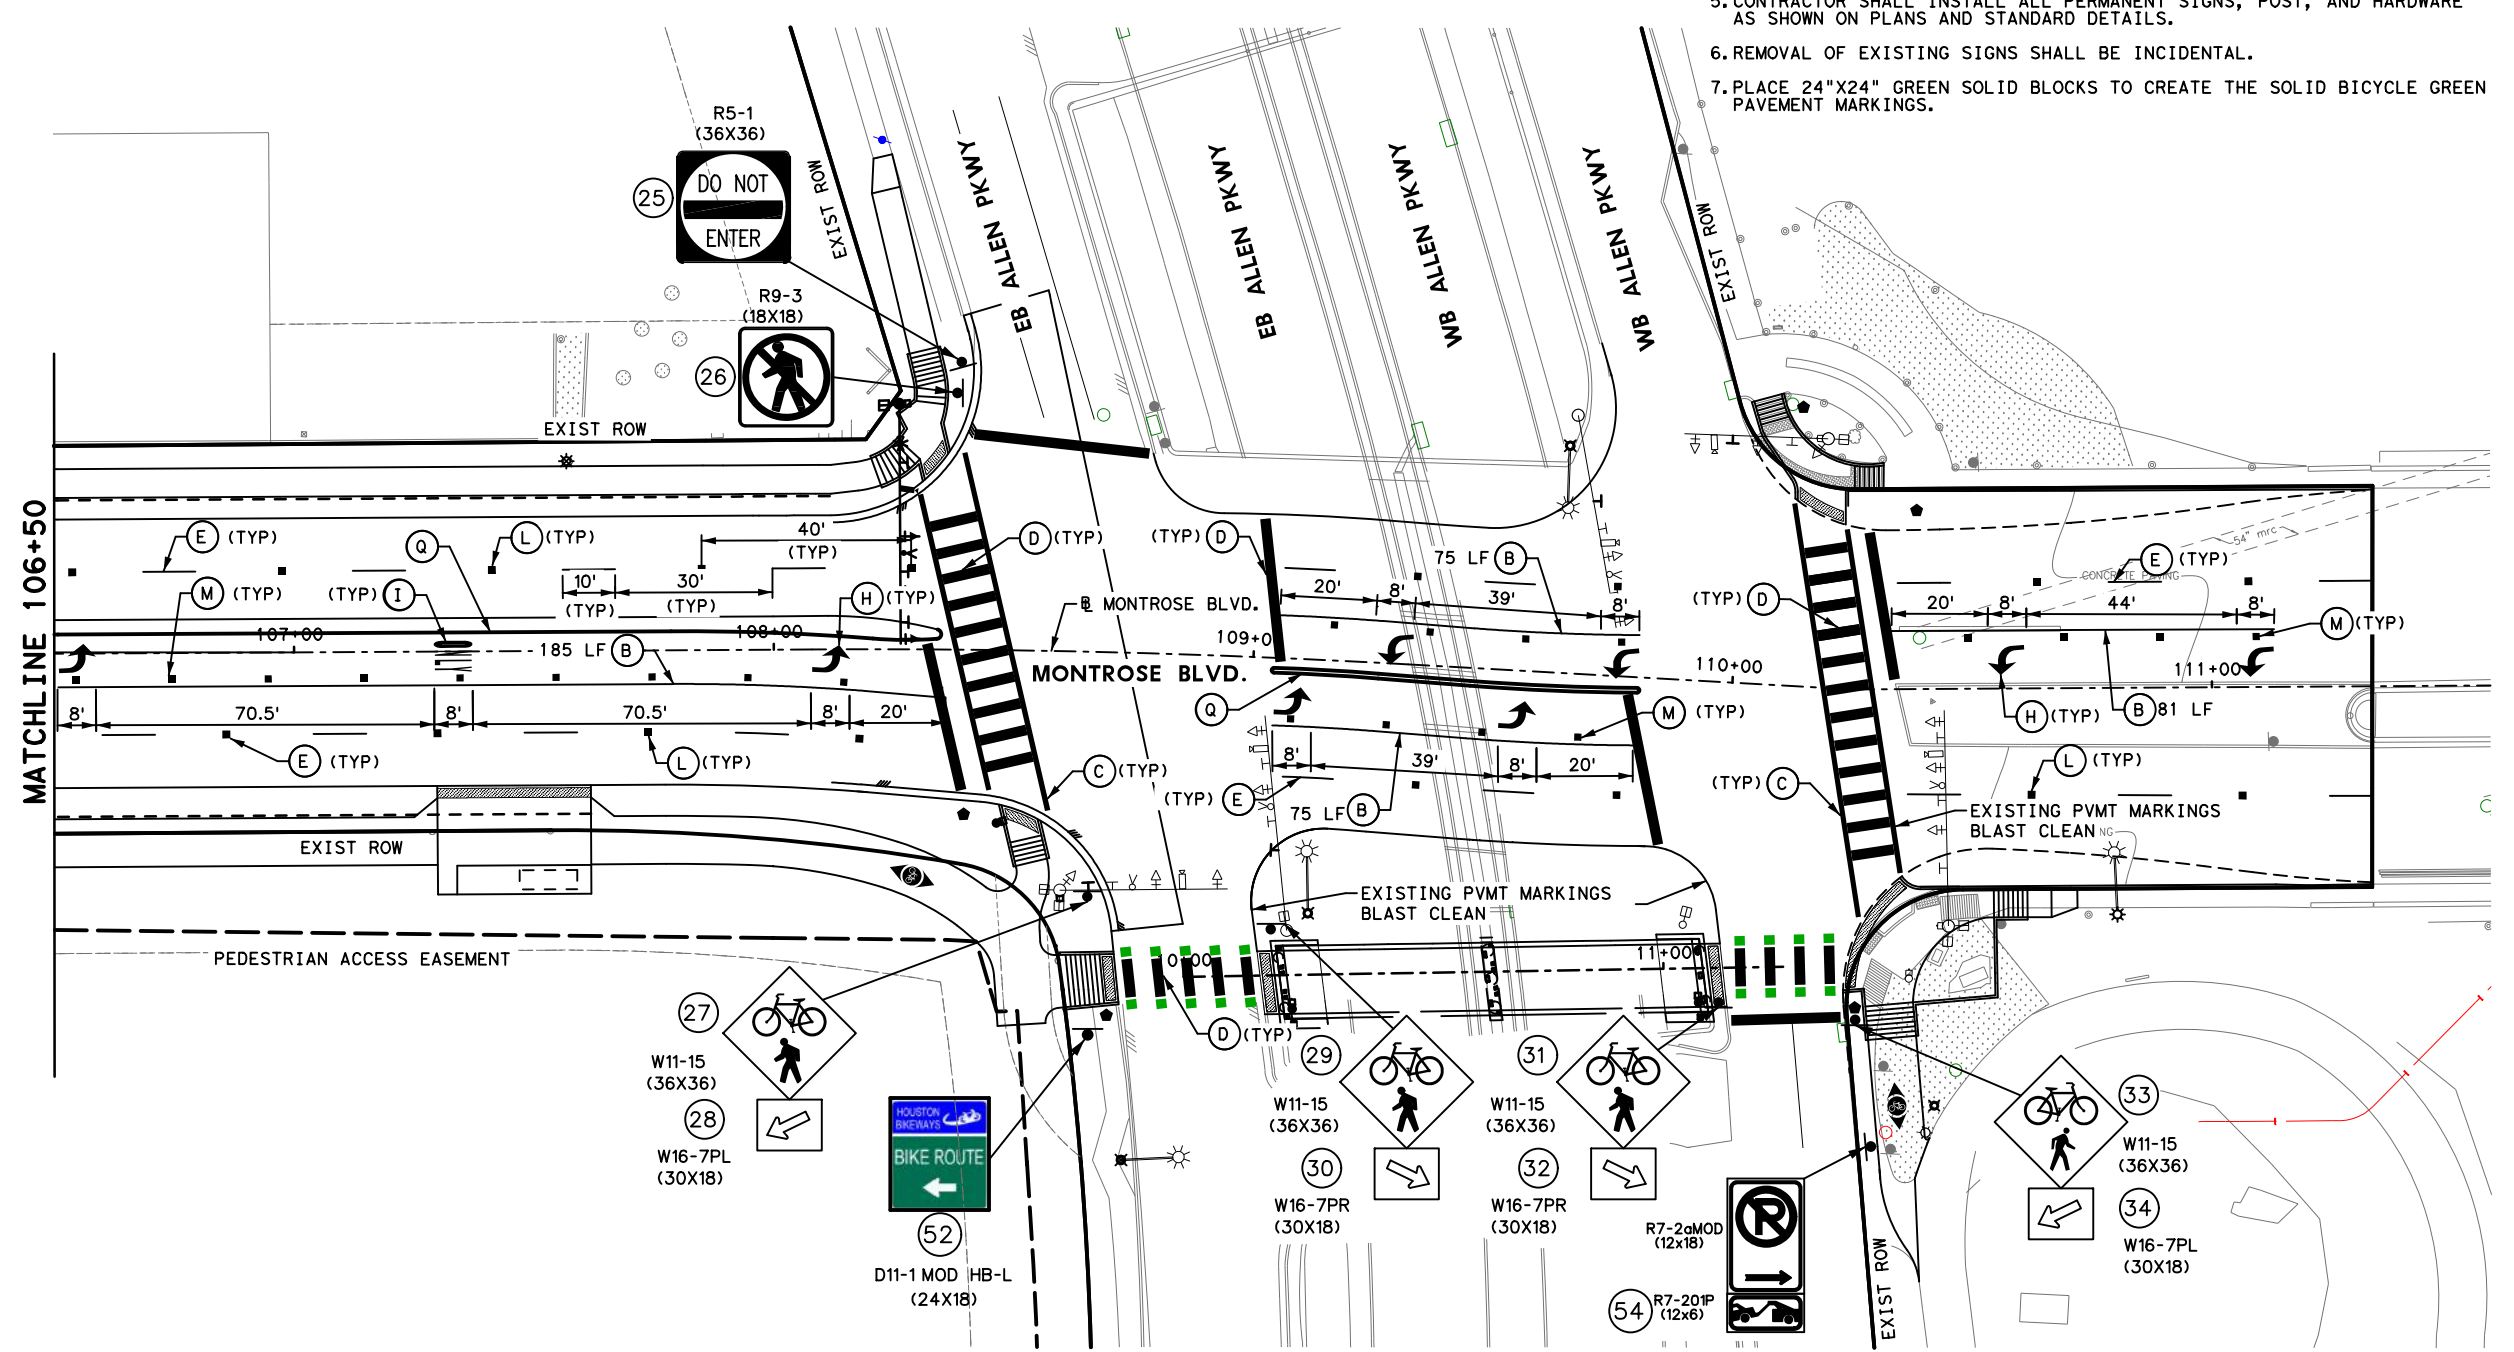 5. CONTRACTOR SHALL INSTALL ALL PERMANENT SIGNS, POST, AND HARDWARE
AS SHOWN ON PLANS AND STANDARD DETAILS.
6. REMOVAL OF EXISTING SIGNS SHALL BE INCIDENTAL.
7. PLACE 24"X24" GREEN SOLID BLOCKS TO CREATE THE SOLID BICYCLE GREEN
PAVEMENT MARKINGS.
R5-1
(36X36)
25
DO NOT
ENTER
R9-3
(18X18)
26
EXIST ROW
EB ALLEN PKWY
EB ALLEN PKWY
WB ALLEN PKWY
WB ALLEN PKWY
EXIST ROW
EXIST ROW
MATCHLINE 106+50
E (TYP)
Q
L (TYP)
40'
(TYP)
D (TYP)
(TYP) D
75 LF B
54" mrc
E (TYP)
CONCRETE PAVING
M (TYP)
(TYP) I
10'
(TYP)
30'
(TYP)
H (TYP)
MONTROSE BLVD.
20'
8'
39'
8'
(TYP) D
20'
8'
44'
8'
M (TYP)
107+00
108+00
109+0
185 LF B
MONTROSE BLVD.
110+00
111+00
8'
70.5'
8'
70.5'
8'
20'
Q
M (TYP)
H (TYP)
B 81 LF
E (TYP)
L (TYP)
C (TYP)
8'
39'
8'
20'
(TYP) E
75 LF B
(TYP) C
L (TYP)
EXISTING PVMT MARKINGS
BLAST CLEAN
NG
EXIST ROW
EXISTING PVMT MARKINGS
BLAST CLEAN
PEDESTRIAN ACCESS EASEMENT
10+00
11+00
D (TYP)
27
W11-15
(36X36)
28
W16-7PL
(30X18)
HOUSTON
BIKEWAYS
BIKE ROUTE
52
D11-1 MOD HB-L
(24X18)
29
W11-15
(36X36)
30
W16-7PR
(30X18)
31
W11-15
(36X36)
32
W16-7PR
(30X18)
33
W11-15
(36X36)
34
W16-7PL
(30X18)
R7-2aMOD
(12x18)
P
54
R7-201P
(12x6)
EXIST ROW